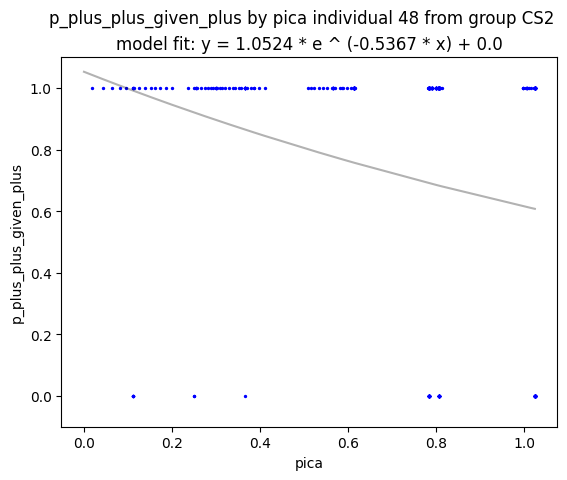 p_plus_plus_given_plus by pica individual 48 from group CS2
model fit: y = 1.0524 * e ^ (-0.5367 * x) + 0.0
p_plus_plus_given_plus
1.0
0.8
0.6
0.4
0.2
0.0
0.0 0.2 0.4 0.6 0.8 1.0
pica